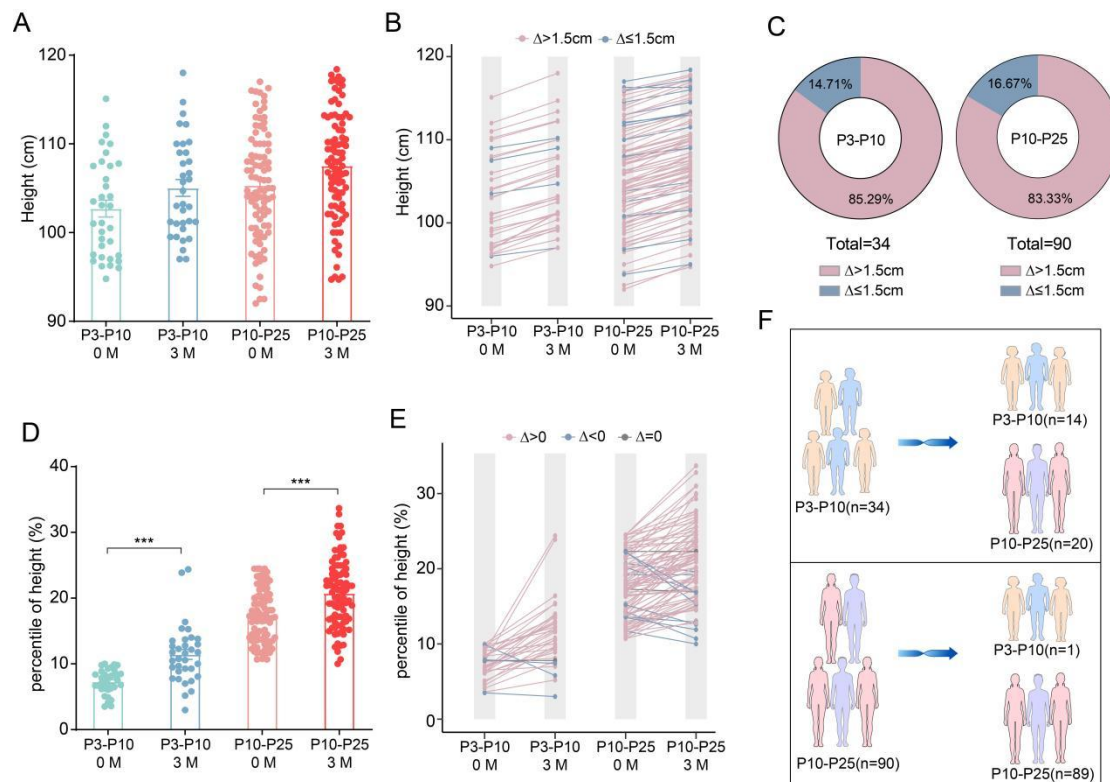 A
Height (cm)
120
110
100
90
P3-P10
0 M
P3-P10
3 M
P10-P25
0 M
P10-P25
3 M
B
Δ>1.5cm
Δ≤1.5cm
Height (cm)
120
110
100
90
P3-P10
0 M
P3-P10
3 M
P10-P25
0 M
P10-P25
3 M
C
14.71%
P3-P10
85.29%
Total=34
Δ>1.5cm
Δ≤1.5cm
16.67%
P10-P25
83.33%
Total=90
Δ>1.5cm
Δ≤1.5cm
D
percentile of height (%)
40
30
20
10
0
***
***
P3-P10
0 M
P3-P10
3 M
P10-P25
0 M
P10-P25
3 M
E
Δ>0
Δ<0
Δ=0
percentile of height (%)
30
20
10
0
P3-P10
0 M
P3-P10
3 M
P10-P25
0 M
P10-P25
3 M
F
P3-P10(n=34)
P3-P10(n=14)
P10-P25(n=20)
P10-P25(n=90)
P3-P10(n=1)
P10-P25(n=89)